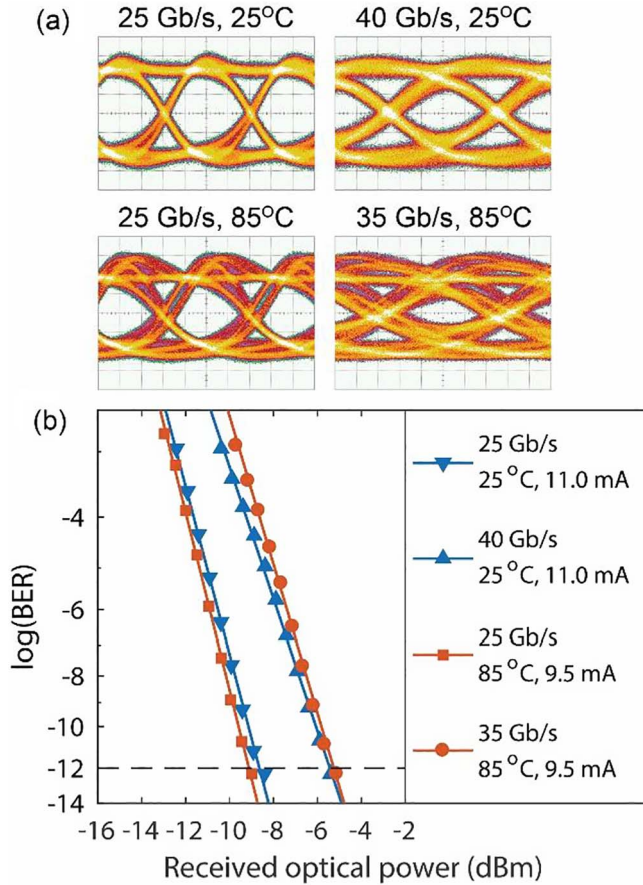 (a)
25 Gb/s, 25°C
40 Gb/s, 25°C
25 Gb/s, 85°C
35 Gb/s, 85°C
(b)
log(BER)
-4
-6
-8
-10
-12
-14
-16 -14 -12 -10 -8 -6 -4 -2
Received optical power (dBm)
25 Gb/s
25 °C, 11.0 mA
40 Gb/s
25 °C, 11.0 mA
25 Gb/s
85 °C, 9.5 mA
35 Gb/s
85 °C, 9.5 mA